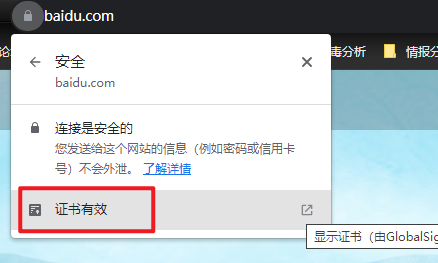 baidu.com
安全
baidu.com
毒分析
情报分
连接是安全的
您发送给这个网站的信息（例如密码或信用卡
号）不会外泄。 了解详情
证书有效
显示证书（由GlobalSig